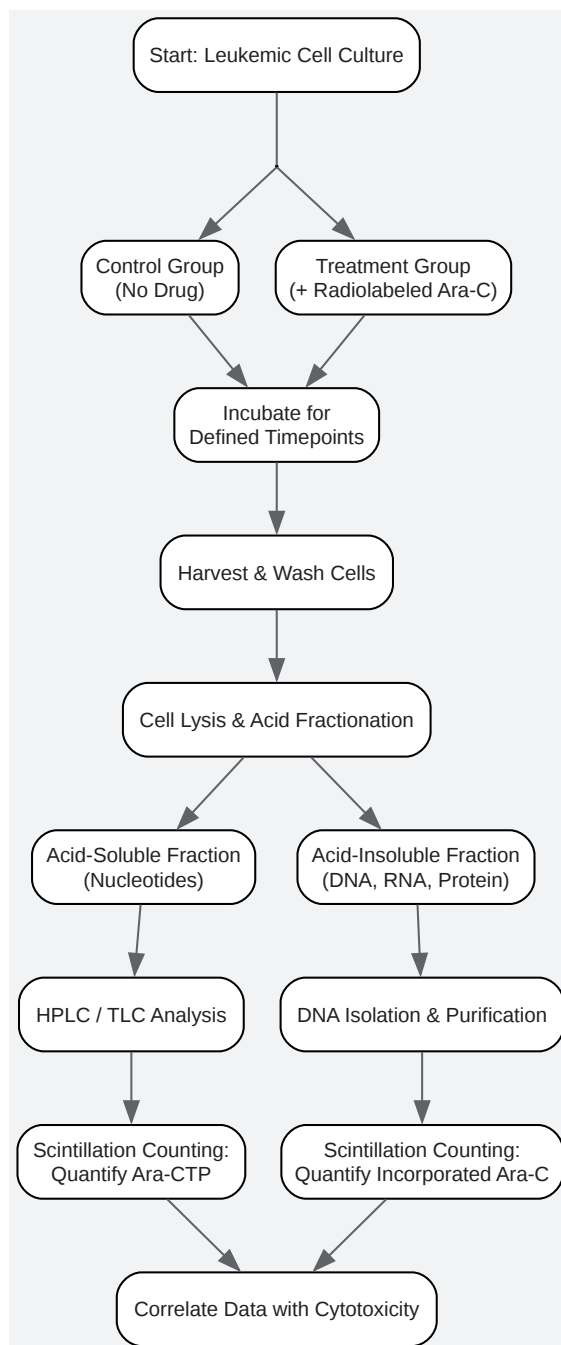 Start: Leukemic Cell Culture
Control Group
(No Drug)
Treatment Group
(+ Radiolabeled Ara-C)
Incubate for
Defined Timepoints
Harvest & Wash Cells
Cell Lysis & Acid Fractionation
Acid-Soluble Fraction
(Nucleotides)
Acid-Insoluble Fraction
(DNA, RNA, Protein)
HPLC / TLC Analysis
DNA Isolation & Purification
Scintillation Counting:
Quantify Ara-CTP
Scintillation Counting:
Quantify Incorporated Ara-C
Correlate Data with Cytotoxicity